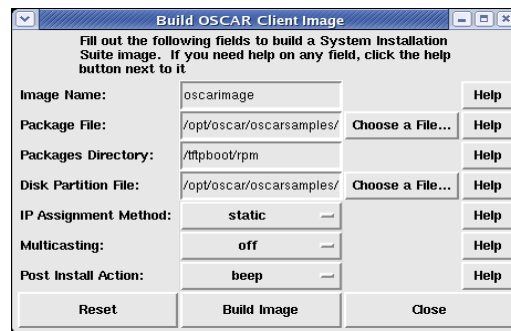 Build OSCAR Client Image
Fill out the following fields to build a System Installation
Suite image. If you need help on any field, click the help
button next to it
Image Name: oscarimage Help
Package File: /opt/oscar/oscarsamples/ Choose a File... Help
Packages Directory: /tftpboot/rpm Help
Disk Partition File: /opt/oscar/oscarsamples/ Choose a File... Help
IP Assignment Method: static Help
Multicasting: off Help
Post Install Action: beep Help
Reset Build Image Close